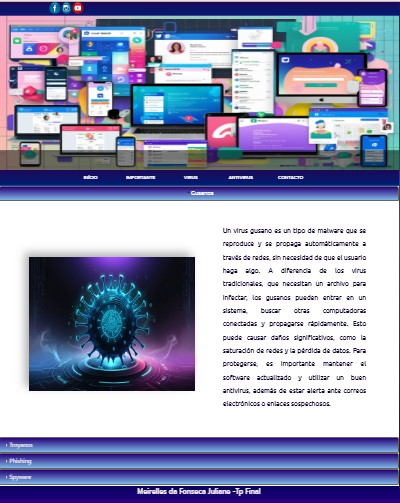 INÍCIO IMPORTANTE VIRUS ANTIVIRUS CONTACTO
Gusanos
Un virus gusano es un tipo de malware que se
reproduce y se propaga automáticamente a
través de redes, sin necesidad de que el usuario
haga algo. A diferencia de los virus
tradicionales, que necesitan un archivo para
infectar, los gusanos pueden entrar en un
sistema, buscar otras computadoras
conectadas y propagarse rápidamente. Esto
puede causar daños significativos, como la
saturación de redes y la pérdida de datos. Para
protegerse, es importante mantener el
software actualizado y utilizar un buen
antivirus, además de estar alerta ante correos
electrónicos o enlaces sospechosos.
› Troyanos
› Phishing
› Spyware
Meirelles da Fonseca Juliane -Tp Final